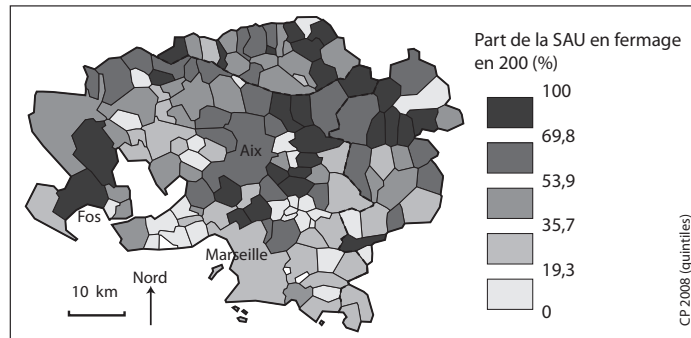 Part de la SAU en fermage
en 200 (%)
100
69,8
53,9
35,7
19,3
0
Aix
Fos
Marseille
Nord
10 km
CP 2008 (quintiles)